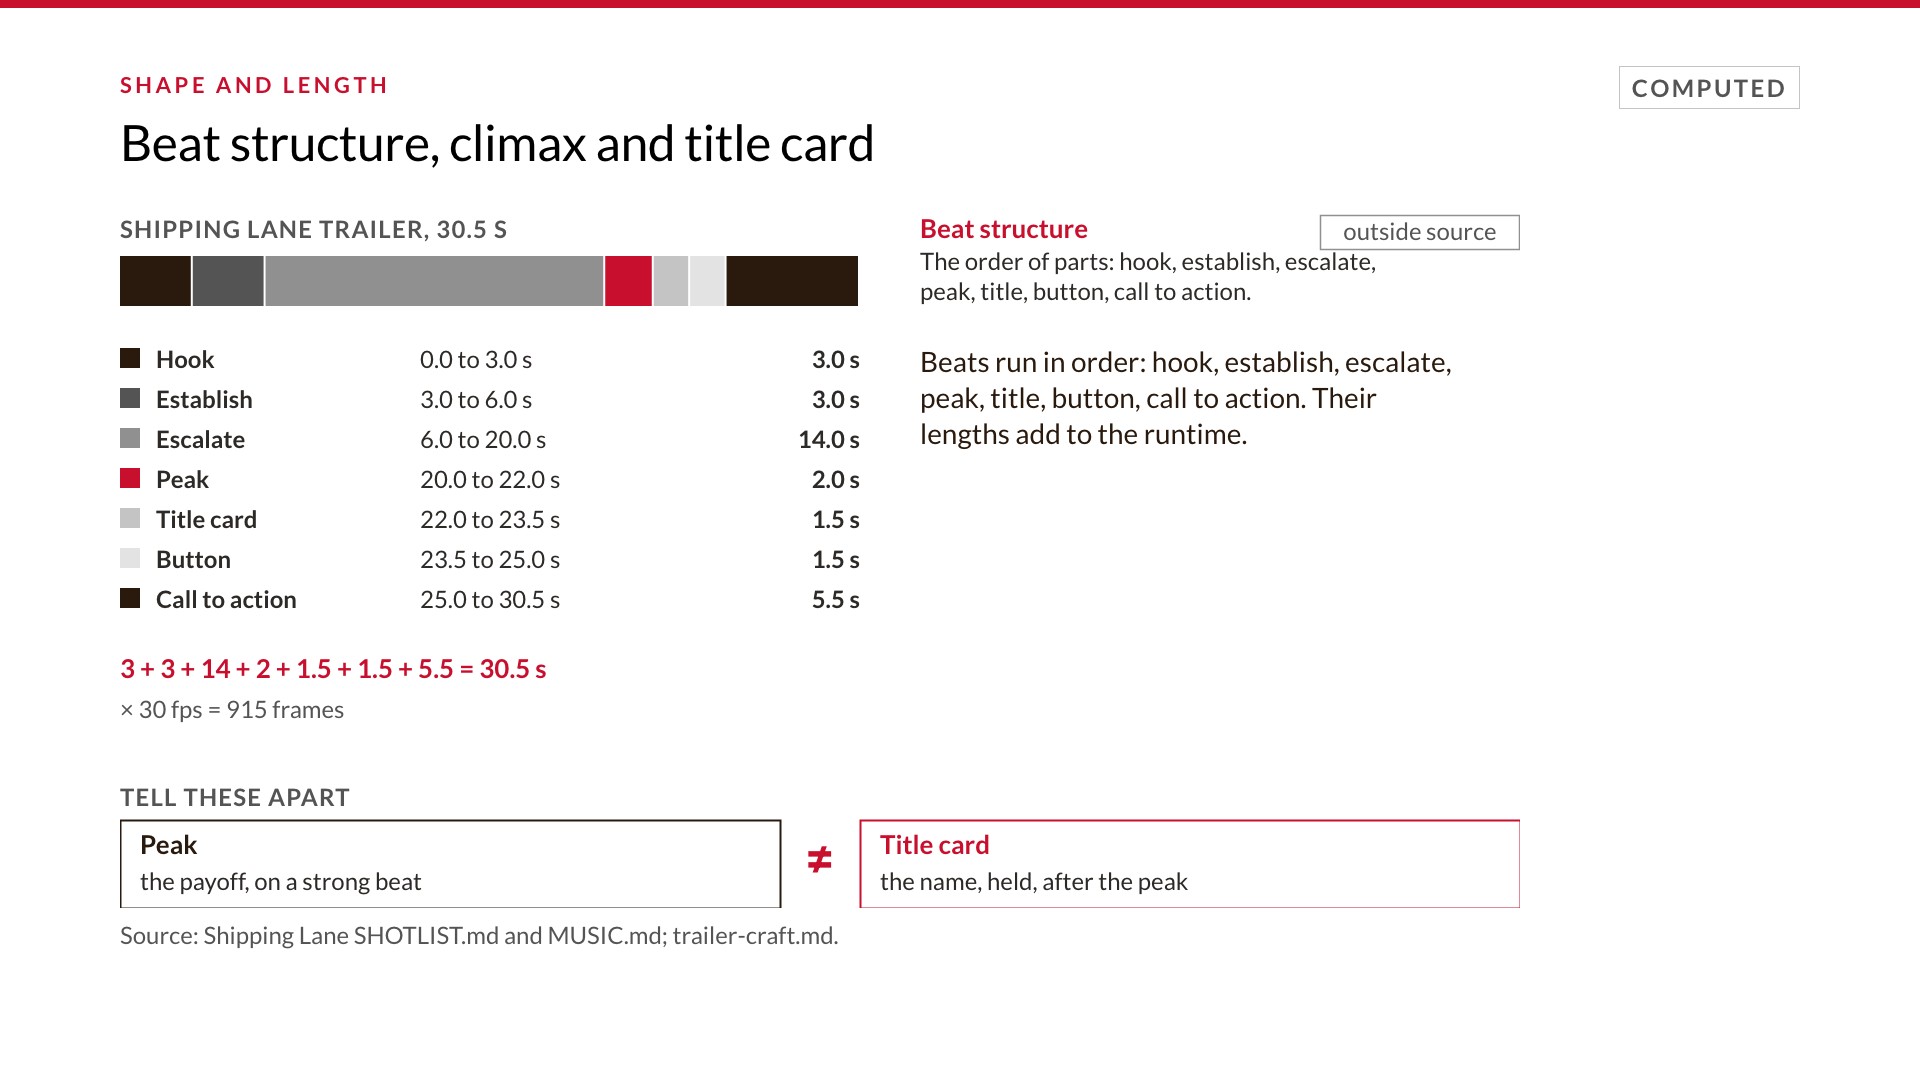 SHAPE AND LENGTH
COMPUTED
Beat structure, climax and title card
SHIPPING LANE TRAILER, 30.5 S
Hook 0.0 to 3.0 s 3.0 s
Establish 3.0 to 6.0 s 3.0 s
Escalate 6.0 to 20.0 s 14.0 s
Peak 20.0 to 22.0 s 2.0 s
Title card 22.0 to 23.5 s 1.5 s
Button 23.5 to 25.0 s 1.5 s
Call to action 25.0 to 30.5 s 5.5 s
3 + 3 + 14 + 2 + 1.5 + 1.5 + 5.5 = 30.5 s
× 30 fps = 915 frames
Beat structure
outside source
The order of parts: hook, establish, escalate,
peak, title, button, call to action.
Beats run in order: hook, establish, escalate,
peak, title, button, call to action. Their
lengths add to the runtime.
TELL THESE APART
Peak
the payoff, on a strong beat
≠
Title card
the name, held, after the peak
Source: Shipping Lane SHOTLIST.md and MUSIC.md; trailer-craft.md.